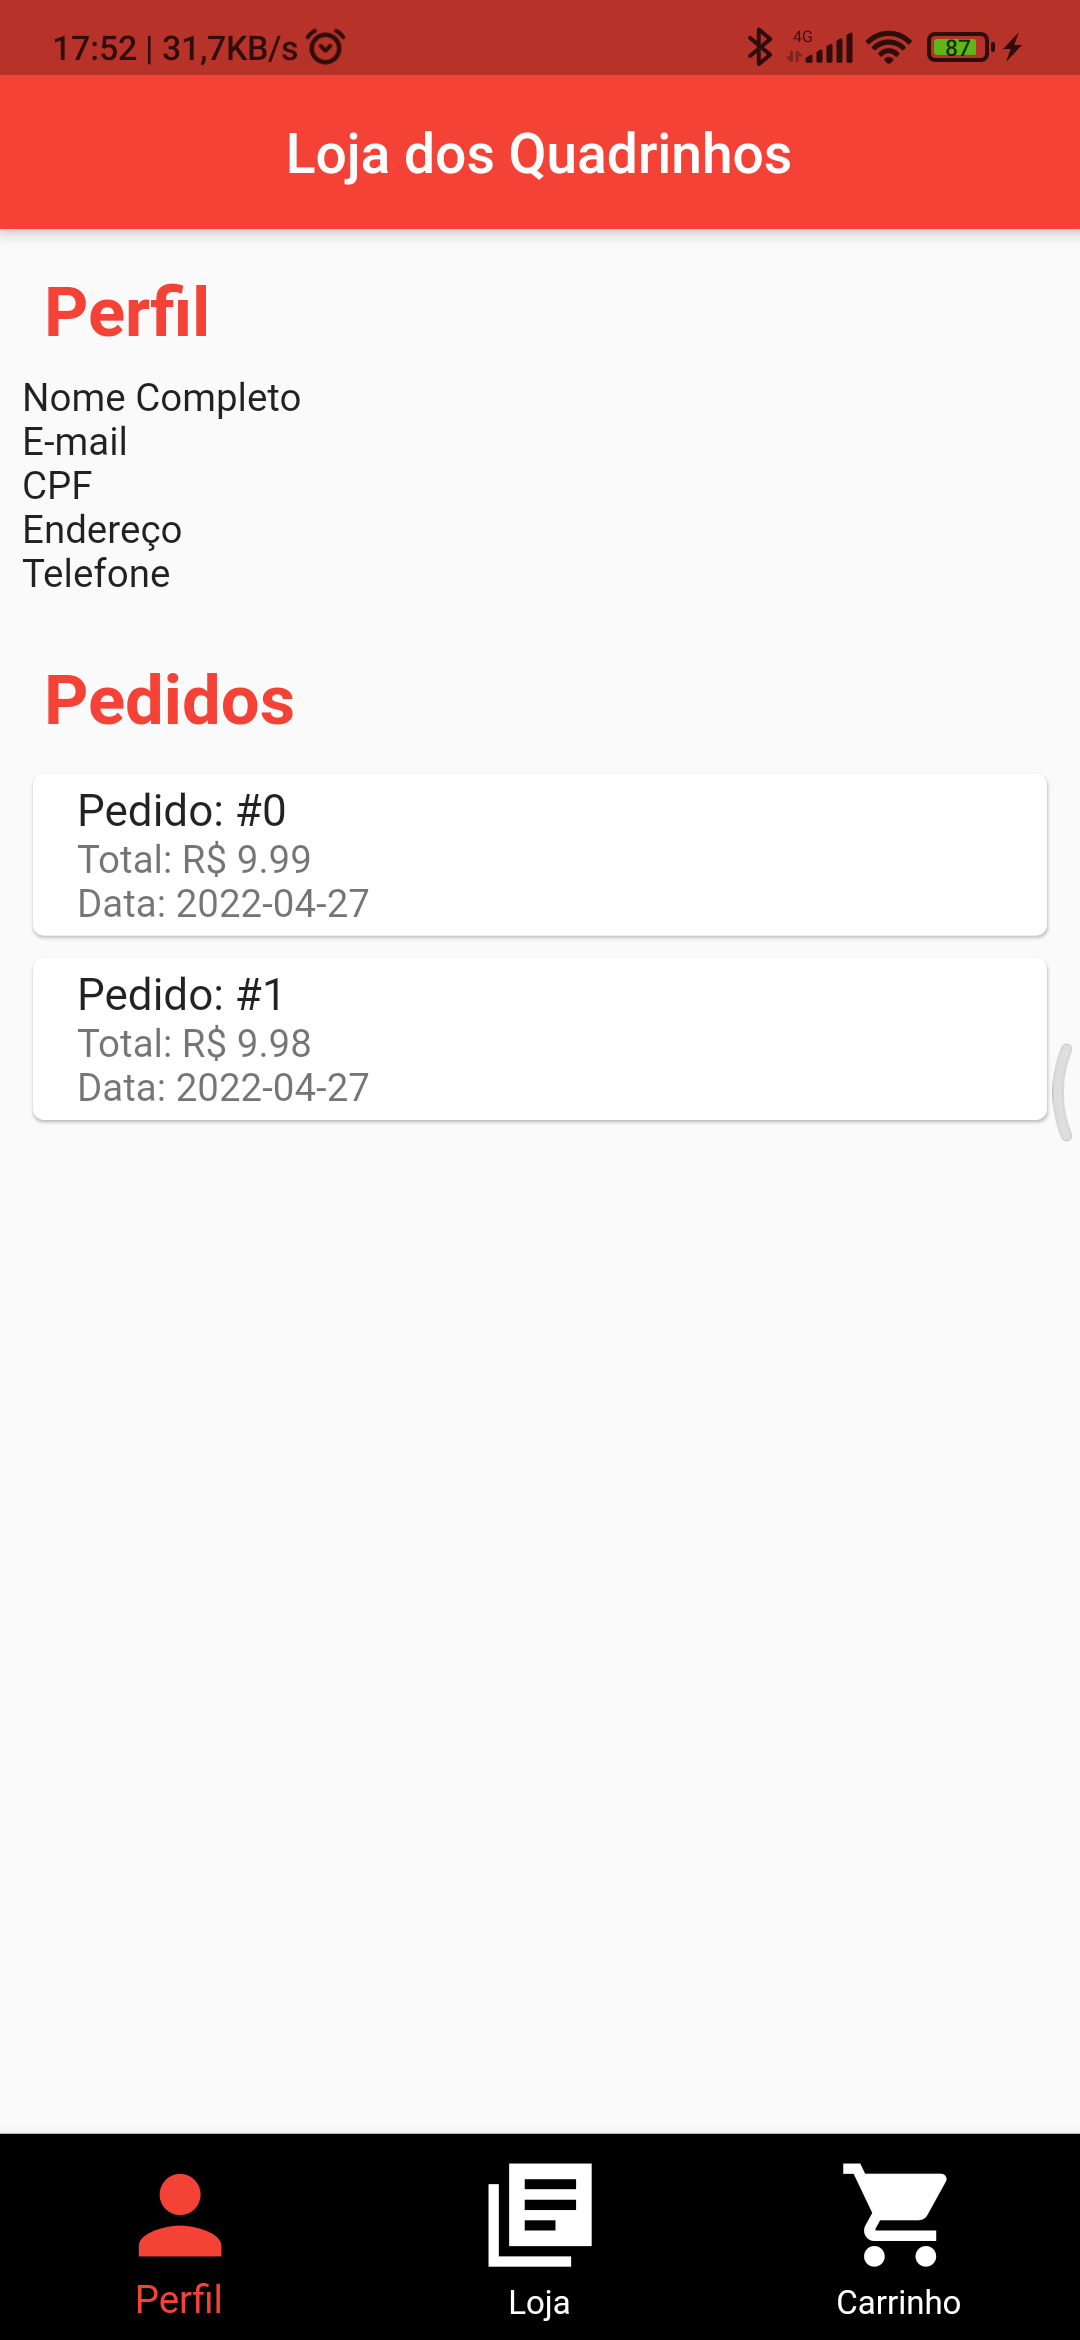 17:52 | 31,7KB/s
4G
87
Loja dos Quadrinhos
Perfil
Nome Completo
E-mail
CPF
Endereço
Telefone
Pedidos
Pedido: #0
Total: R$ 9.99
Data: 2022-04-27
Pedido: #1
Total: R$ 9.98
Data: 2022-04-27
Perfil
Loja
Carrinho